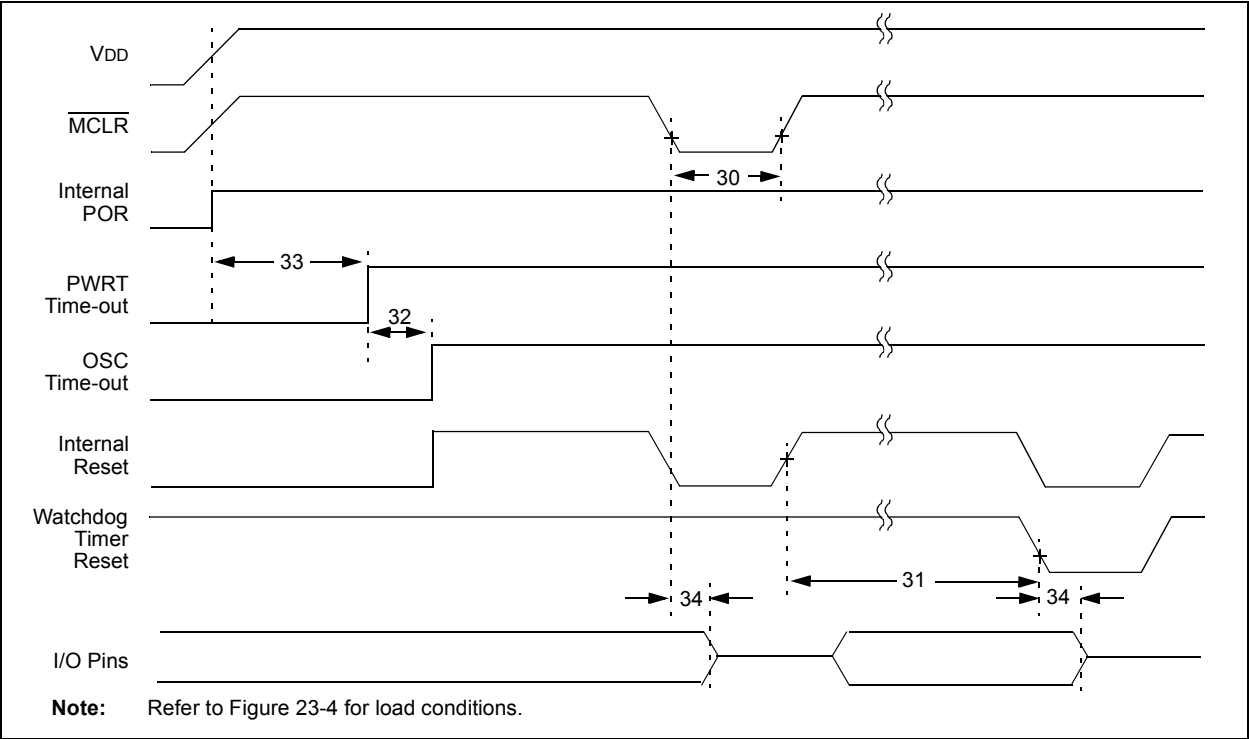 VDD
MCLR
30
Internal
POR
33
PWRT
Time-out
32
OSC
Time-out
Internal
Reset
Watchdog
Timer
Reset
31
34
34
I/O Pins
Note: Refer to Figure 23-4 for load conditions.